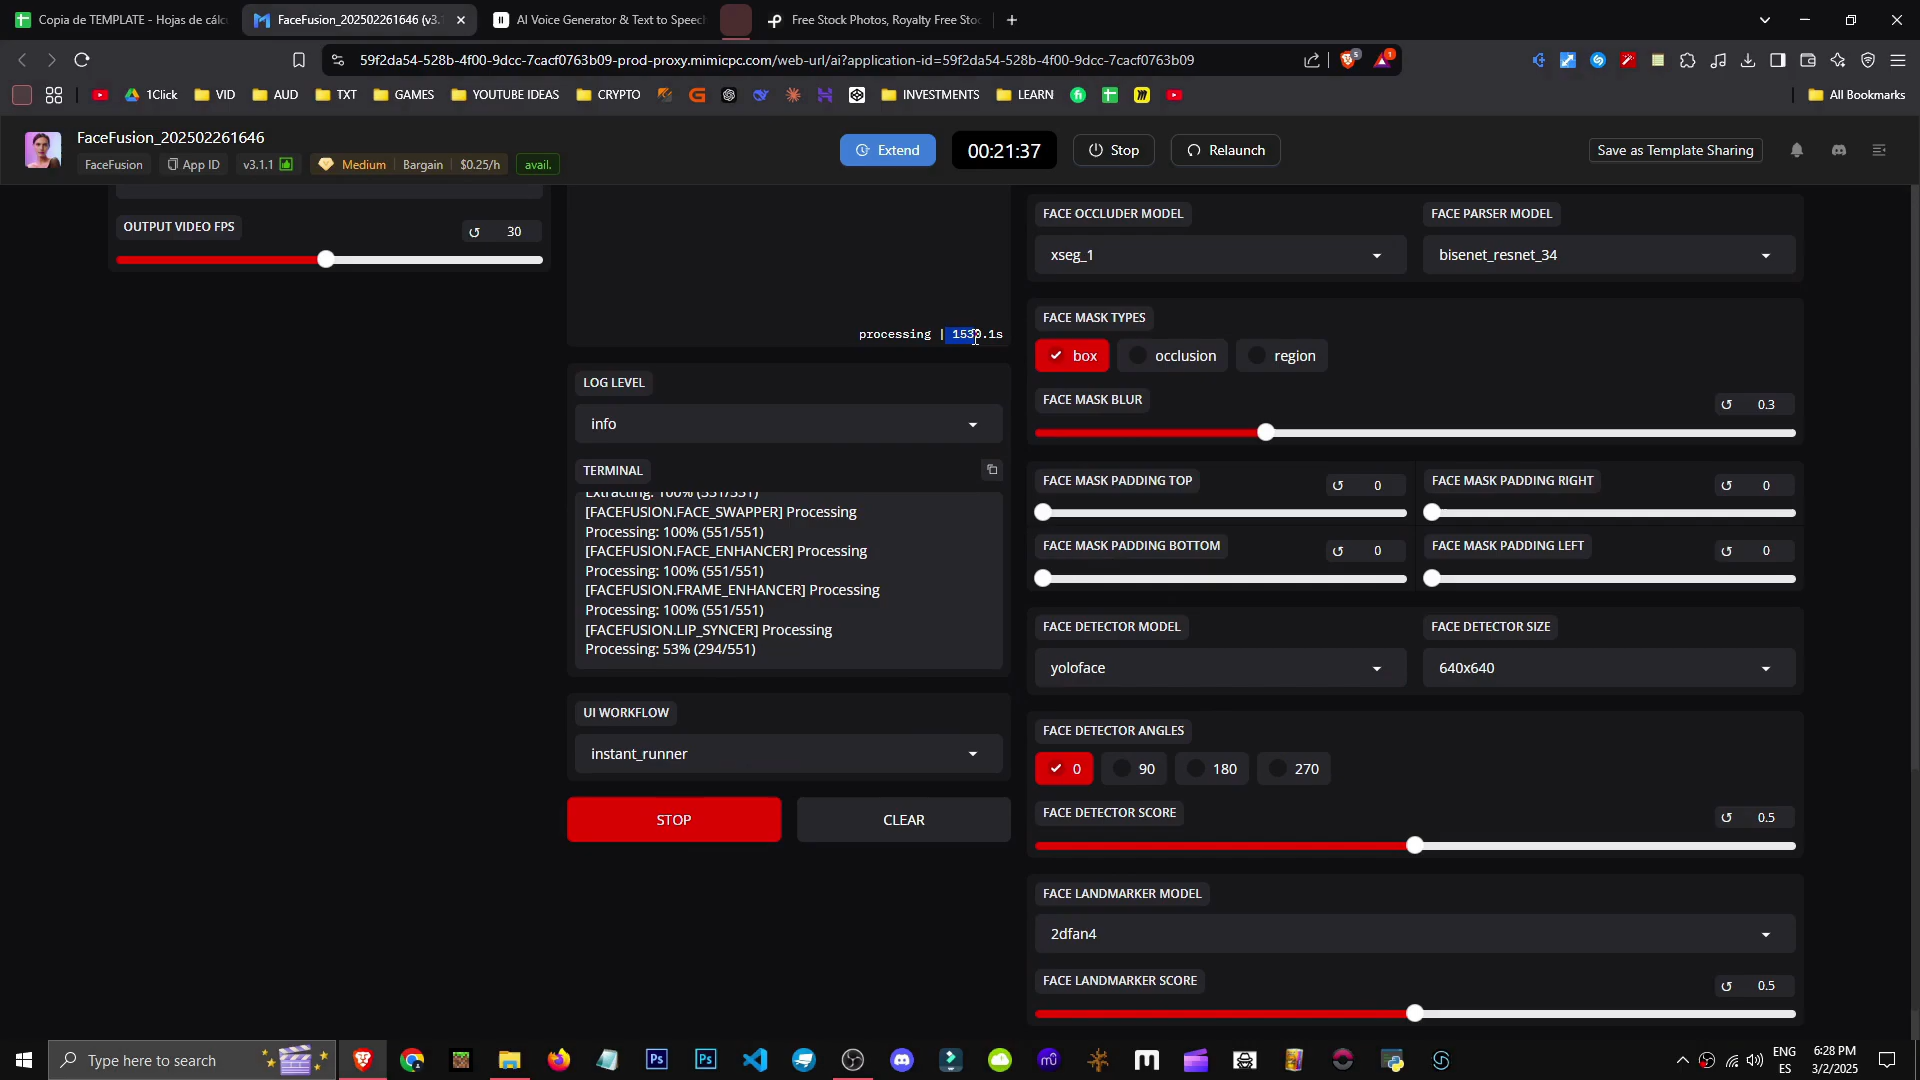 Copia de TEMPLATE - Hojas de cálc
FaceFusion_202502261646 (v3.
AI Voice Generator & Text to Speech
Free Stock Photos, Royalty Free Stoc
59f2da54-528b-4f00-9dcc-7cacf0763b09-prod-proxy.mimicpc.com/web-url/ai?application-id=59f2da54-528b-4f00-9dcc-7cacf0763b09
5
1
1Click
VID
AUD
TXT
GAMES
YOUTUBE IDEAS
CRYPTO
INVESTMENTS
LEARN
All Bookmarks
FaceFusion_202502261646
FaceFusion
App ID
v3.1.1
Medium
Bargain
$0.25/h
avail.
Extend
00:21:37
Stop
Relaunch
Save as Template Sharing
OUTPUT VIDEO FPS
30
processing | 1530.1s
LOG LEVEL
info
TERMINAL
Extracting: 100% (551/551)
[FACEFUSION.FACE_SWAPPER] Processing
Processing: 100% (551/551)
[FACEFUSION.FACE_ENHANCER] Processing
Processing: 100% (551/551)
[FACEFUSION.FRAME_ENHANCER] Processing
Processing: 100% (551/551)
[FACEFUSION.LIP_SYNCER] Processing
Processing: 53% (294/551)
UI WORKFLOW
instant_runner
STOP
CLEAR
FACE OCCLUDER MODEL
xseg_1
FACE PARSER MODEL
bisenet_resnet_34
FACE MASK TYPES
box
occlusion
region
FACE MASK BLUR
0.3
FACE MASK PADDING TOP
0
FACE MASK PADDING RIGHT
0
FACE MASK PADDING BOTTOM
0
FACE MASK PADDING LEFT
0
FACE DETECTOR MODEL
yoloface
FACE DETECTOR SIZE
640x640
FACE DETECTOR ANGLES
0
90
180
270
FACE DETECTOR SCORE
0.5
FACE LANDMARKER MODEL
2dfan4
FACE LANDMARKER SCORE
0.5
Type here to search
ENG
ES
6:28 PM
3/2/2025